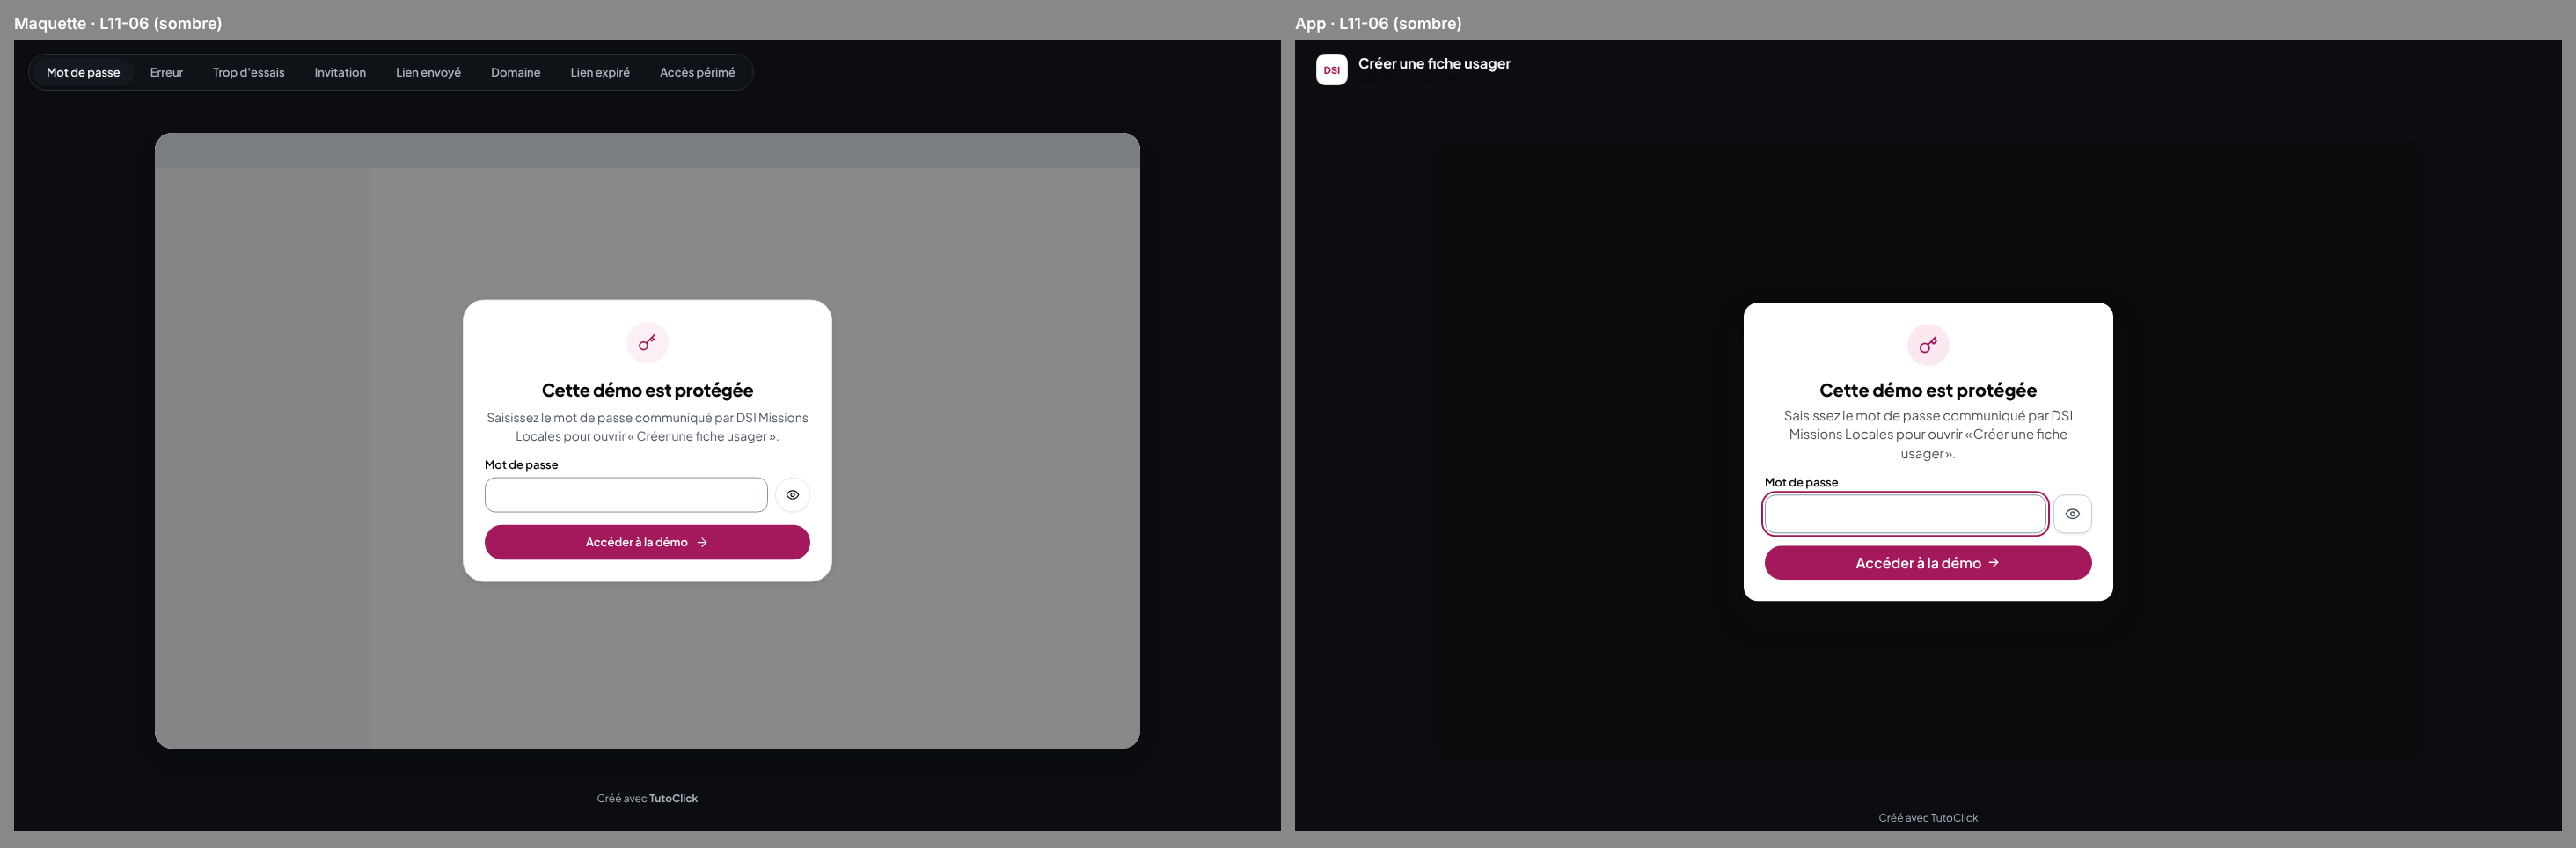 Maquette · L11-06 (sombre)
Mot de passe Erreur Trop d'essais Invitation Lien envoyé Domaine Lien expiré Accès périmé
Cette démo est protégée
Saisissez le mot de passe communiqué par DSI Missions
Locales pour ouvrir « Créer une fiche usager ».
Mot de passe
Accéder à la démo →
Créé avec TutoClick
App · L11-06 (sombre)
DSI Créer une fiche usager
Cette démo est protégée
Saisissez le mot de passe communiqué par DSI
Missions Locales pour ouvrir « Créer une fiche
usager ».
Mot de passe
Accéder à la démo →
Créé avec TutoClick